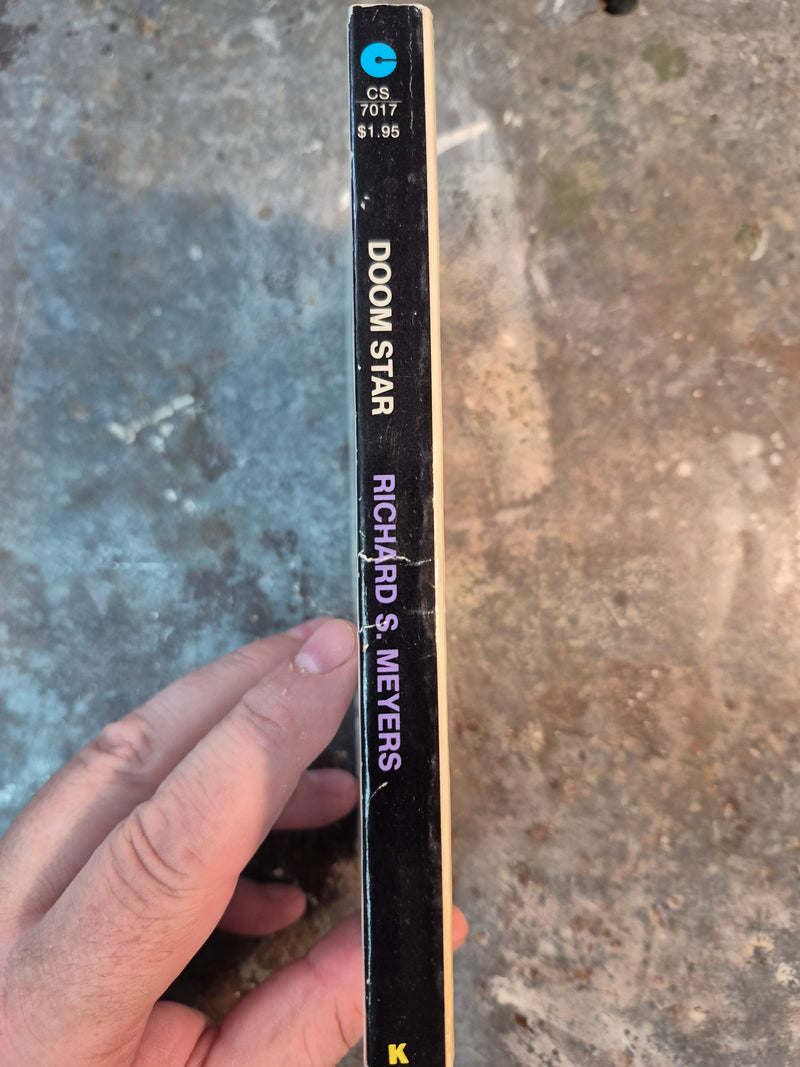 CS
7017
$1.95
DOOM STAR
RICHARD S. MEYERS
K